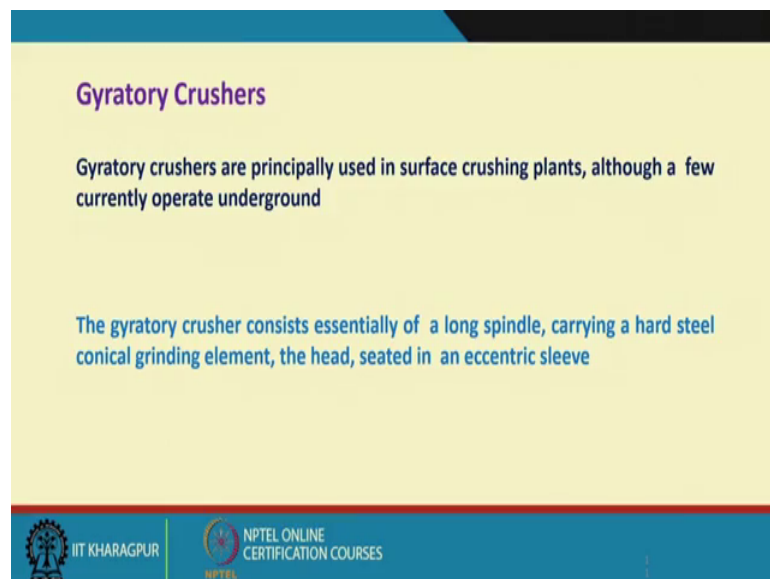 Gyratory Crushers
Gyratory crushers are principally used in surface crushing plants, although a few
currently operate underground
The gyratory crusher consists essentially of a long spindle, carrying a hard steel
conical grinding element, the head, seated in an eccentric sleeve
IIT KHARAGPUR
NPTEL
NPTEL ONLINE
CERTIFICATION COURSES